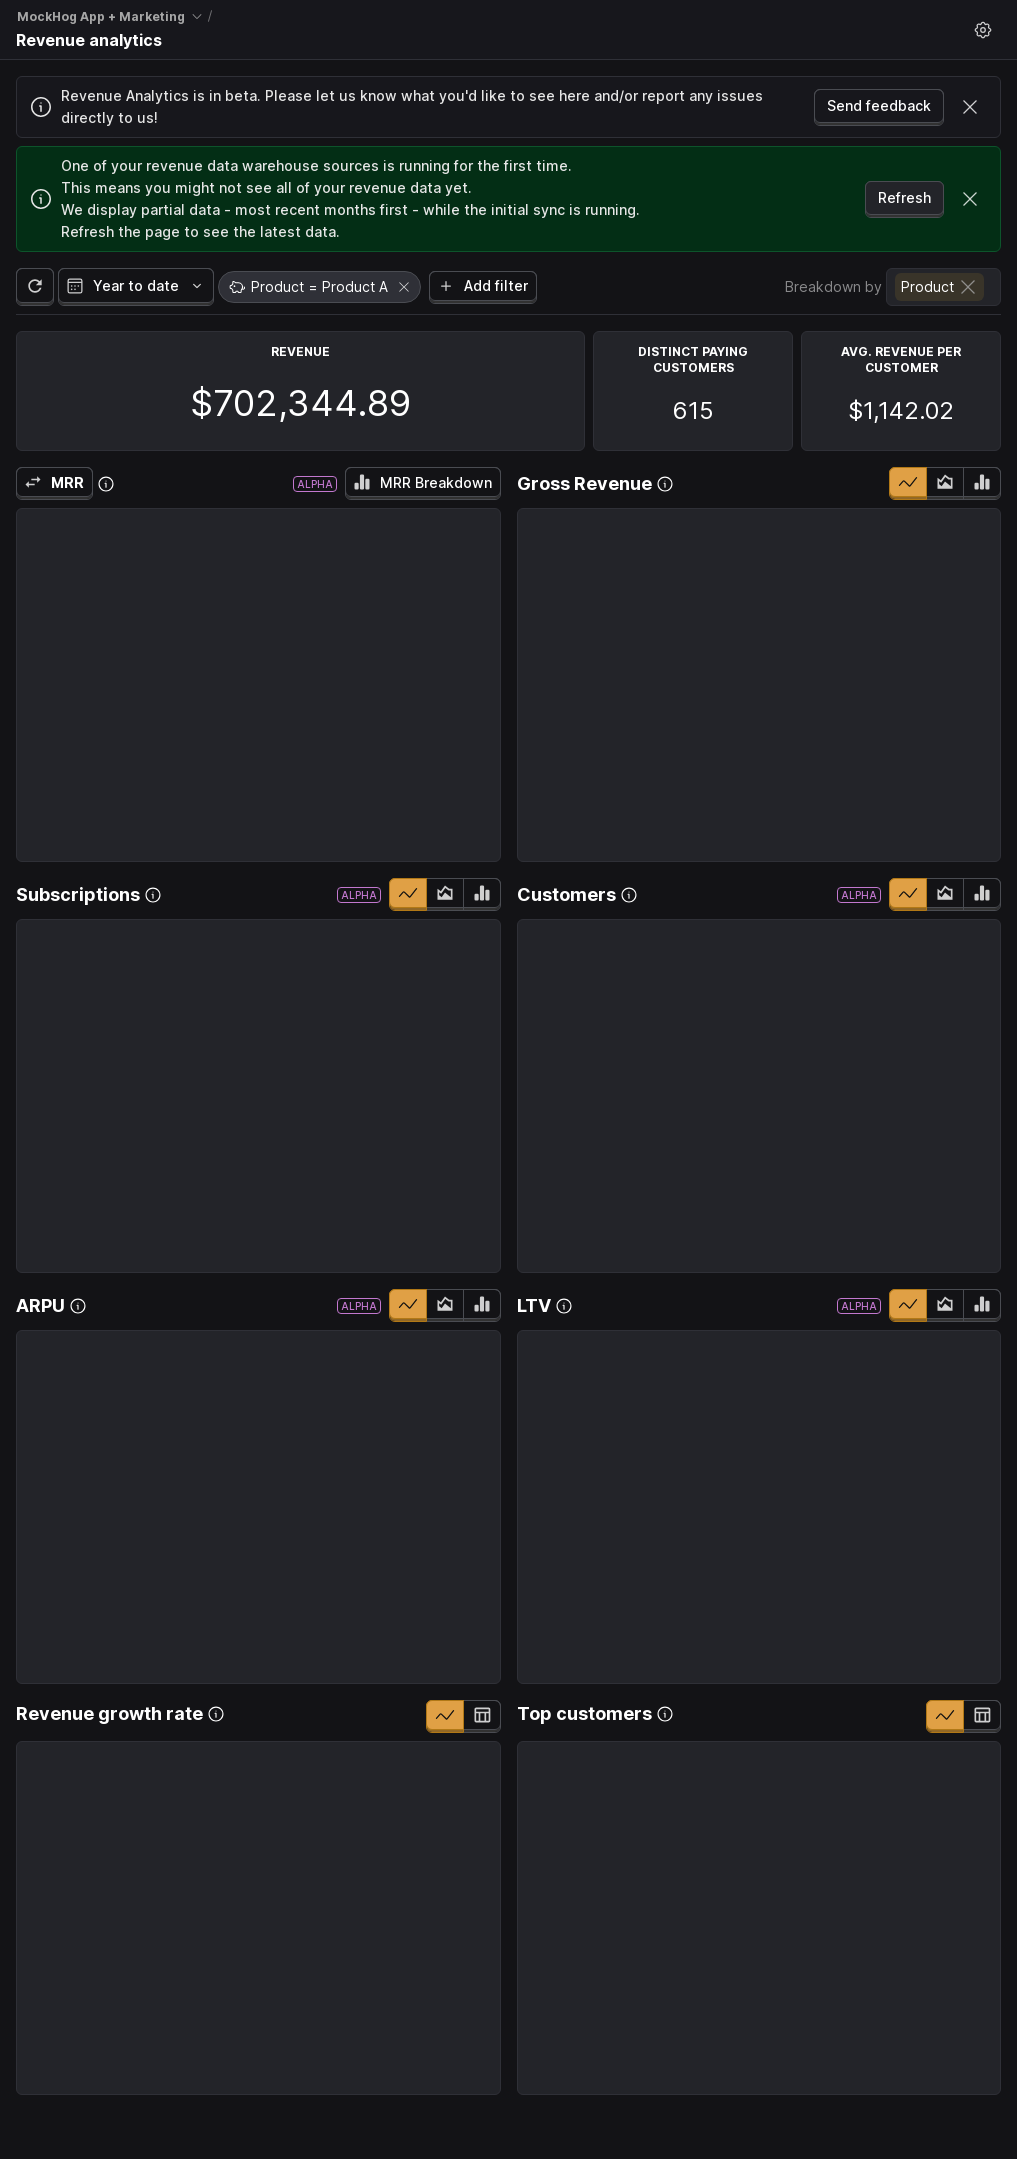 MockHog App + Marketing /
Revenue analytics
Revenue Analytics is in beta. Please let us know what you'd like to see here and/or report any issues
directly to us!
Send feedback
One of your revenue data warehouse sources is running for the first time.
This means you might not see all of your revenue data yet.
We display partial data - most recent months first - while the initial sync is running.
Refresh the page to see the latest data.
Refresh
Year to date
Product = Product A
Add filter
Breakdown by
Product
REVENUE
$702,344.89
DISTINCT PAYING
CUSTOMERS
615
AVG. REVENUE PER
CUSTOMER
$1,142.02
MRR
ALPHA
MRR Breakdown
Gross Revenue
Subscriptions
ALPHA
Customers
ALPHA
ARPU
ALPHA
LTV
ALPHA
Revenue growth rate
Top customers